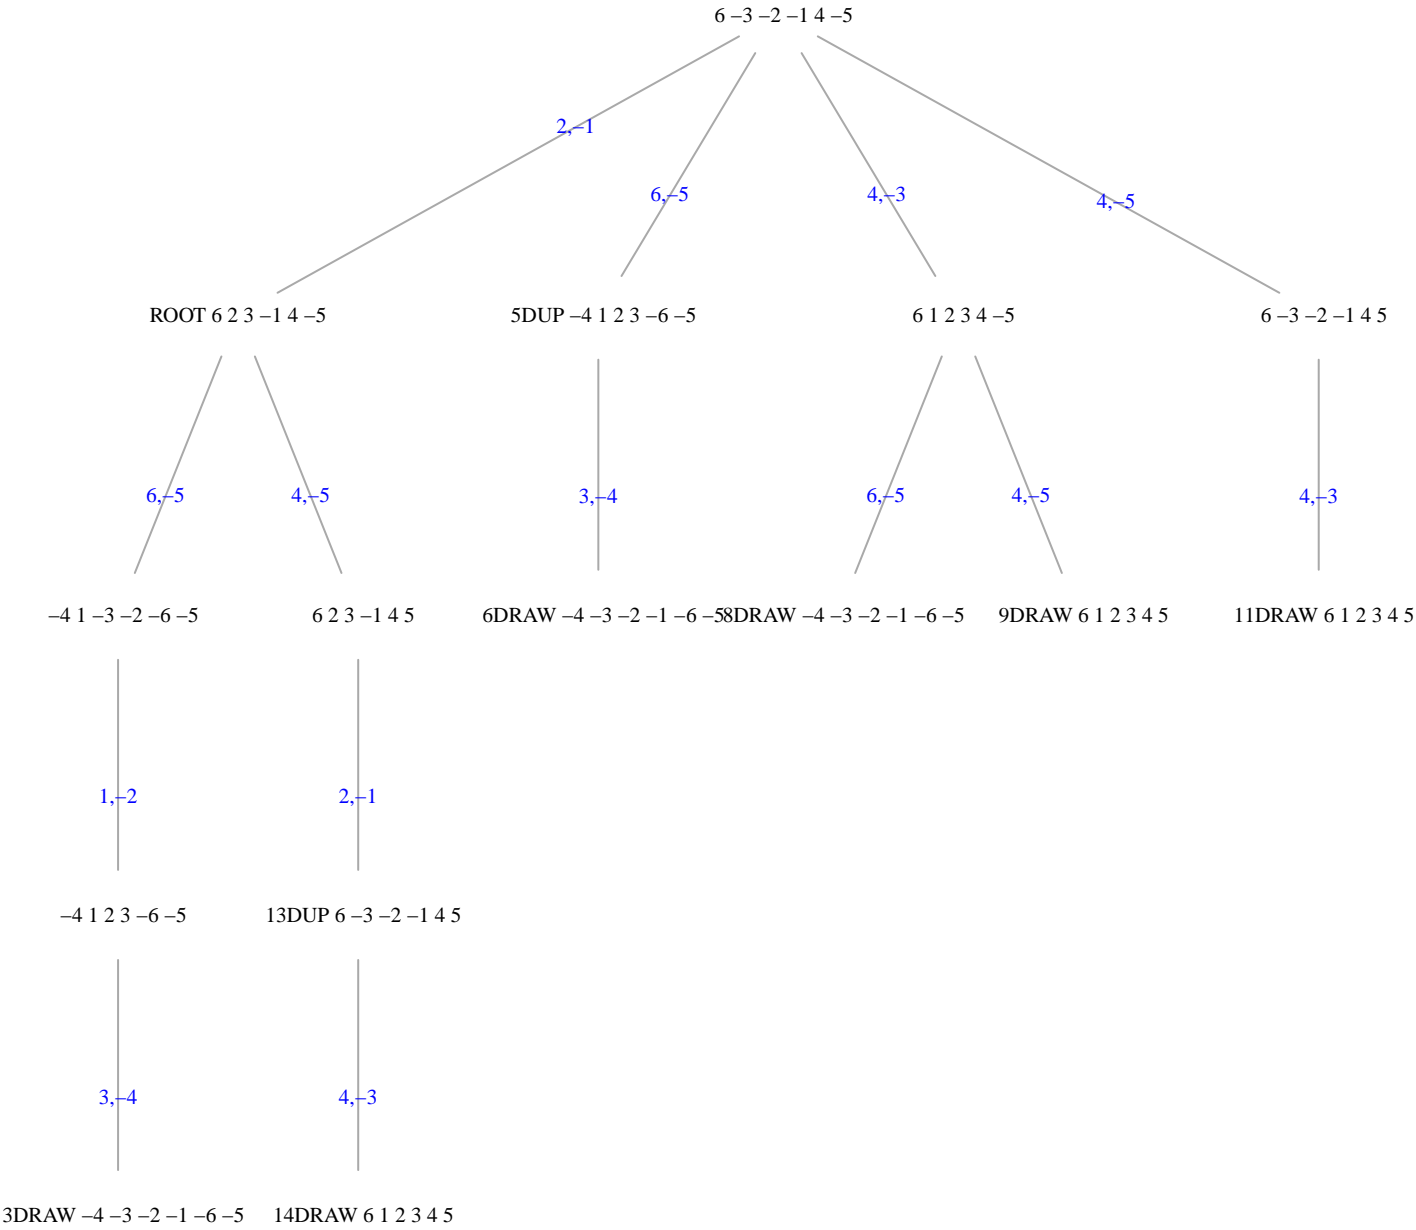 6 –3 –2 –1 4 –5
2,–1
6,–5
4,–3
4,–5
ROOT 6 2 3 –1 4 –5
5DUP –4 1 2 3 –6 –5
6 1 2 3 4 –5
6 –3 –2 –1 4 5
6,–5
4,–5
3,–4
6,–5
4,–5
4,–3
–4 1 –3 –2 –6 –5
6 2 3 –1 4 5
6DRAW –4 –3 –2 –1 –6 –5
8DRAW –4 –3 –2 –1 –6 –5
9DRAW 6 1 2 3 4 5
11DRAW 6 1 2 3 4 5
1,–2
2,–1
–4 1 2 3 –6 –5
13DUP 6 –3 –2 –1 4 5
3,–4
4,–3
3DRAW –4 –3 –2 –1 –6 –5
14DRAW 6 1 2 3 4 5